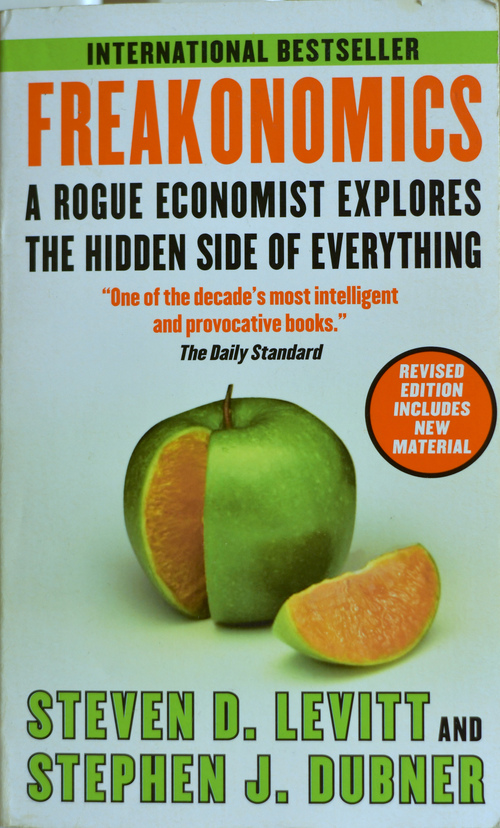 INTERNATIONAL BESTSELLER
FREAKONOMICS
A ROGUE ECONOMIST EXPLORES
THE HIDDEN SIDE OF EVERYTHING
“One of the decade’s most intelligent
and provocative books.”
The Daily Standard
REVISED
EDITION
INCLUDES
NEW
MATERIAL
STEVEN D. LEVITT AND
STEPHEN J. DUBNER